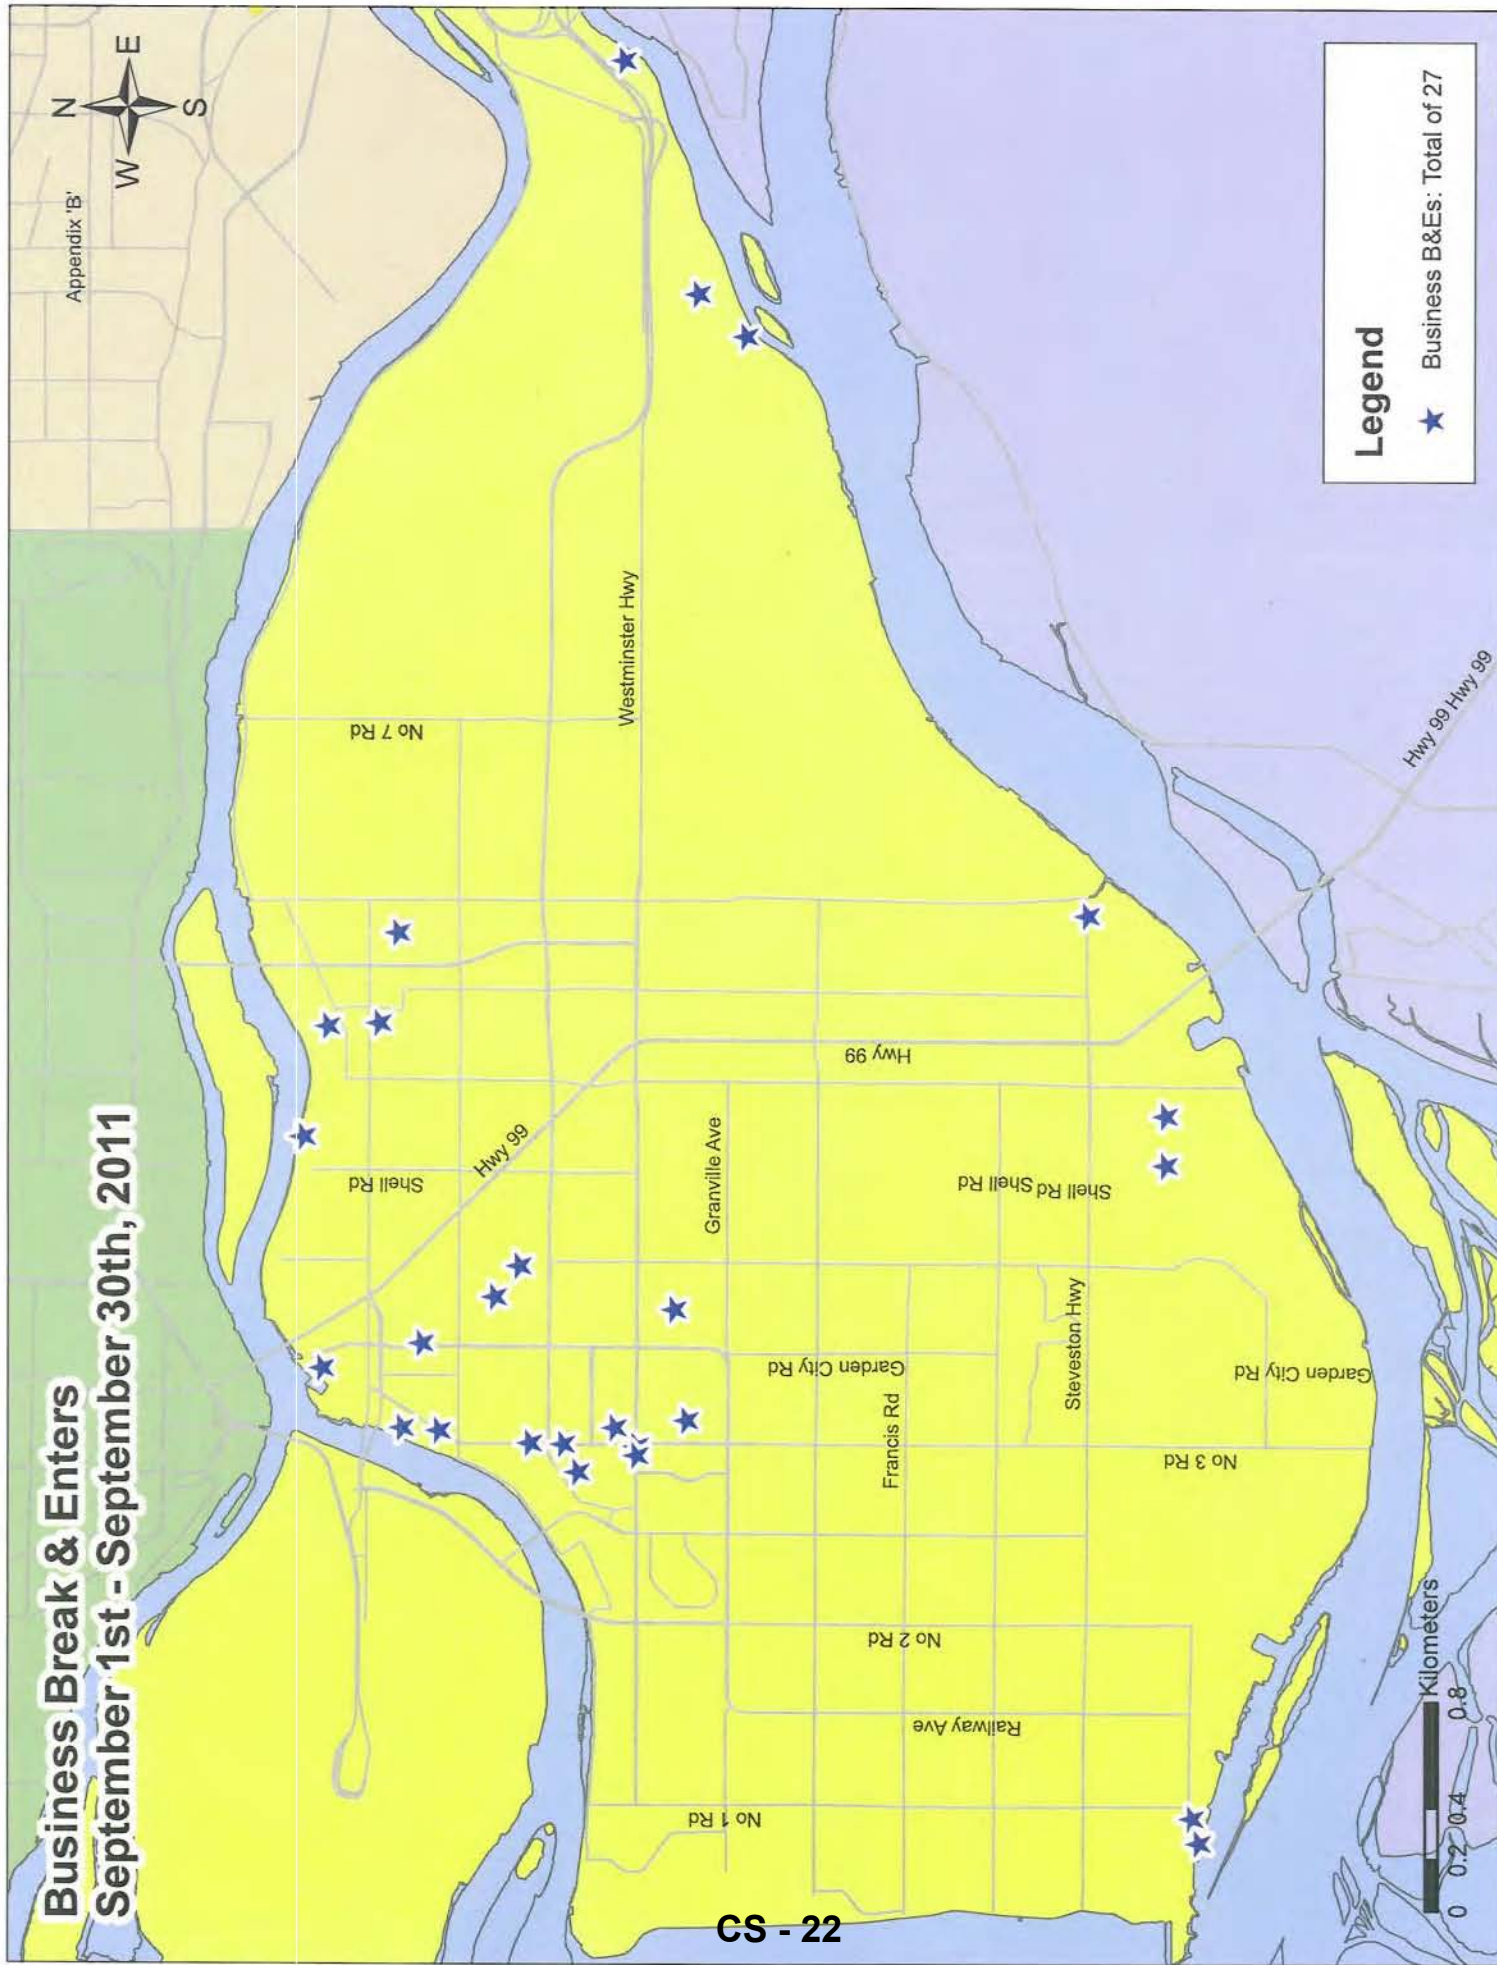 Business Break & Enters
September 1st - September 30th, 2011
Appendix 'B'
N
W
E
S
No 7 Rd
Westminster Hwy
Shell Rd
Hwy 99
Granville Ave
Hwy 99
Shell Rd
Shell Rd
Shell Rd
Garden City Rd
Francis Rd
Steveston Hwy
Garden City Rd
No 3 Rd
No 2 Rd
Railway Ave
No 1 Rd
Hwy 99
Hwy 99
Legend
Business B&Es: Total of 27
0 0.2 0.4 0.8
Kilometers
CS - 22